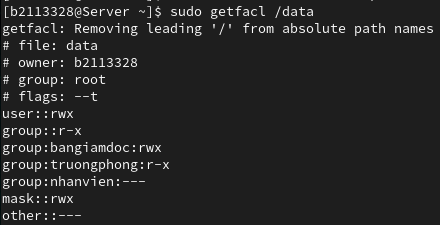 [b2113328@Server ~]$ sudo getfacl /data
getfacl: Removing leading '/' from absolute path names
# file: data
# owner: b2113328
# group: root
# flags: --t
user::rwx
group::r-x
group:bangiamdoc:rwx
group:truongphong:r-x
group:nhanvien:---
mask::rwx
other::---